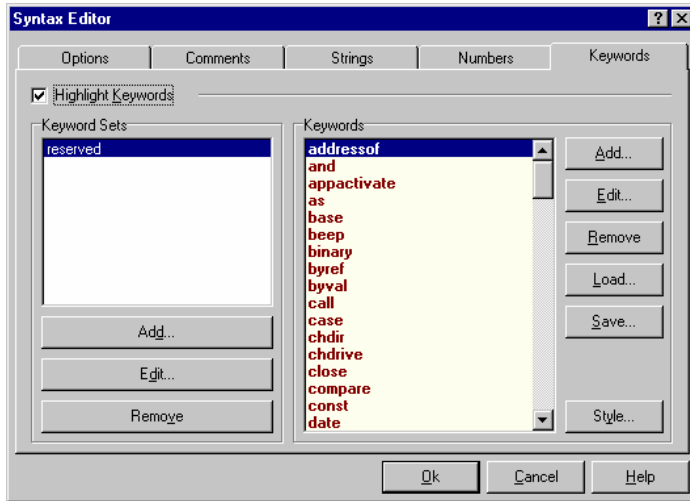 Syntax Editor
Options
Comments
Strings
Numbers
Keywords
Highlight Keywords
Keyword Sets
reserved
Add...
Edit...
Remove
Keywords
addressof
and
appactivate
as
base
beep
binary
byref
byval
call
case
chdir
chdrive
close
compare
const
date
Add...
Edit...
Remove
Load...
Save...
Style...
Ok
Cancel
Help